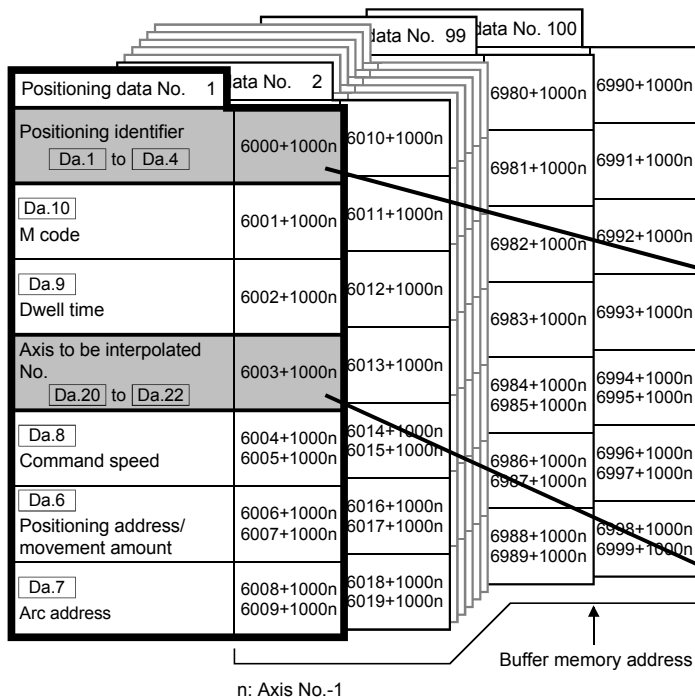 data No. 99
data No. 100
Positioning data No. 1
ata No. 2
Positioning identifier
Da.1 to Da.4
6000+1000n
6010+1000n
6980+1000n
6990+1000n
Da.10
M code
6001+1000n
6011+1000n
6981+1000n
6991+1000n
Da.9
Dwell time
6002+1000n
6012+1000n
6982+1000n
6992+1000n
Axis to be interpolated
No.
Da.20 to Da.22
6003+1000n
6013+1000n
6983+1000n
6993+1000n
Da.8
Command speed
6004+1000n
6005+1000n
6014+1000n
6015+1000n
6984+1000n
6985+1000n
6994+1000n
6995+1000n
Da.6
Positioning address/
movement amount
6006+1000n
6007+1000n
6016+1000n
6017+1000n
6986+1000n
6987+1000n
6996+1000n
6997+1000n
Da.7
Arc address
6008+1000n
6009+1000n
6018+1000n
6019+1000n
6988+1000n
6989+1000n
6998+1000n
6999+1000n
Buffer memory address
n: Axis No.-1